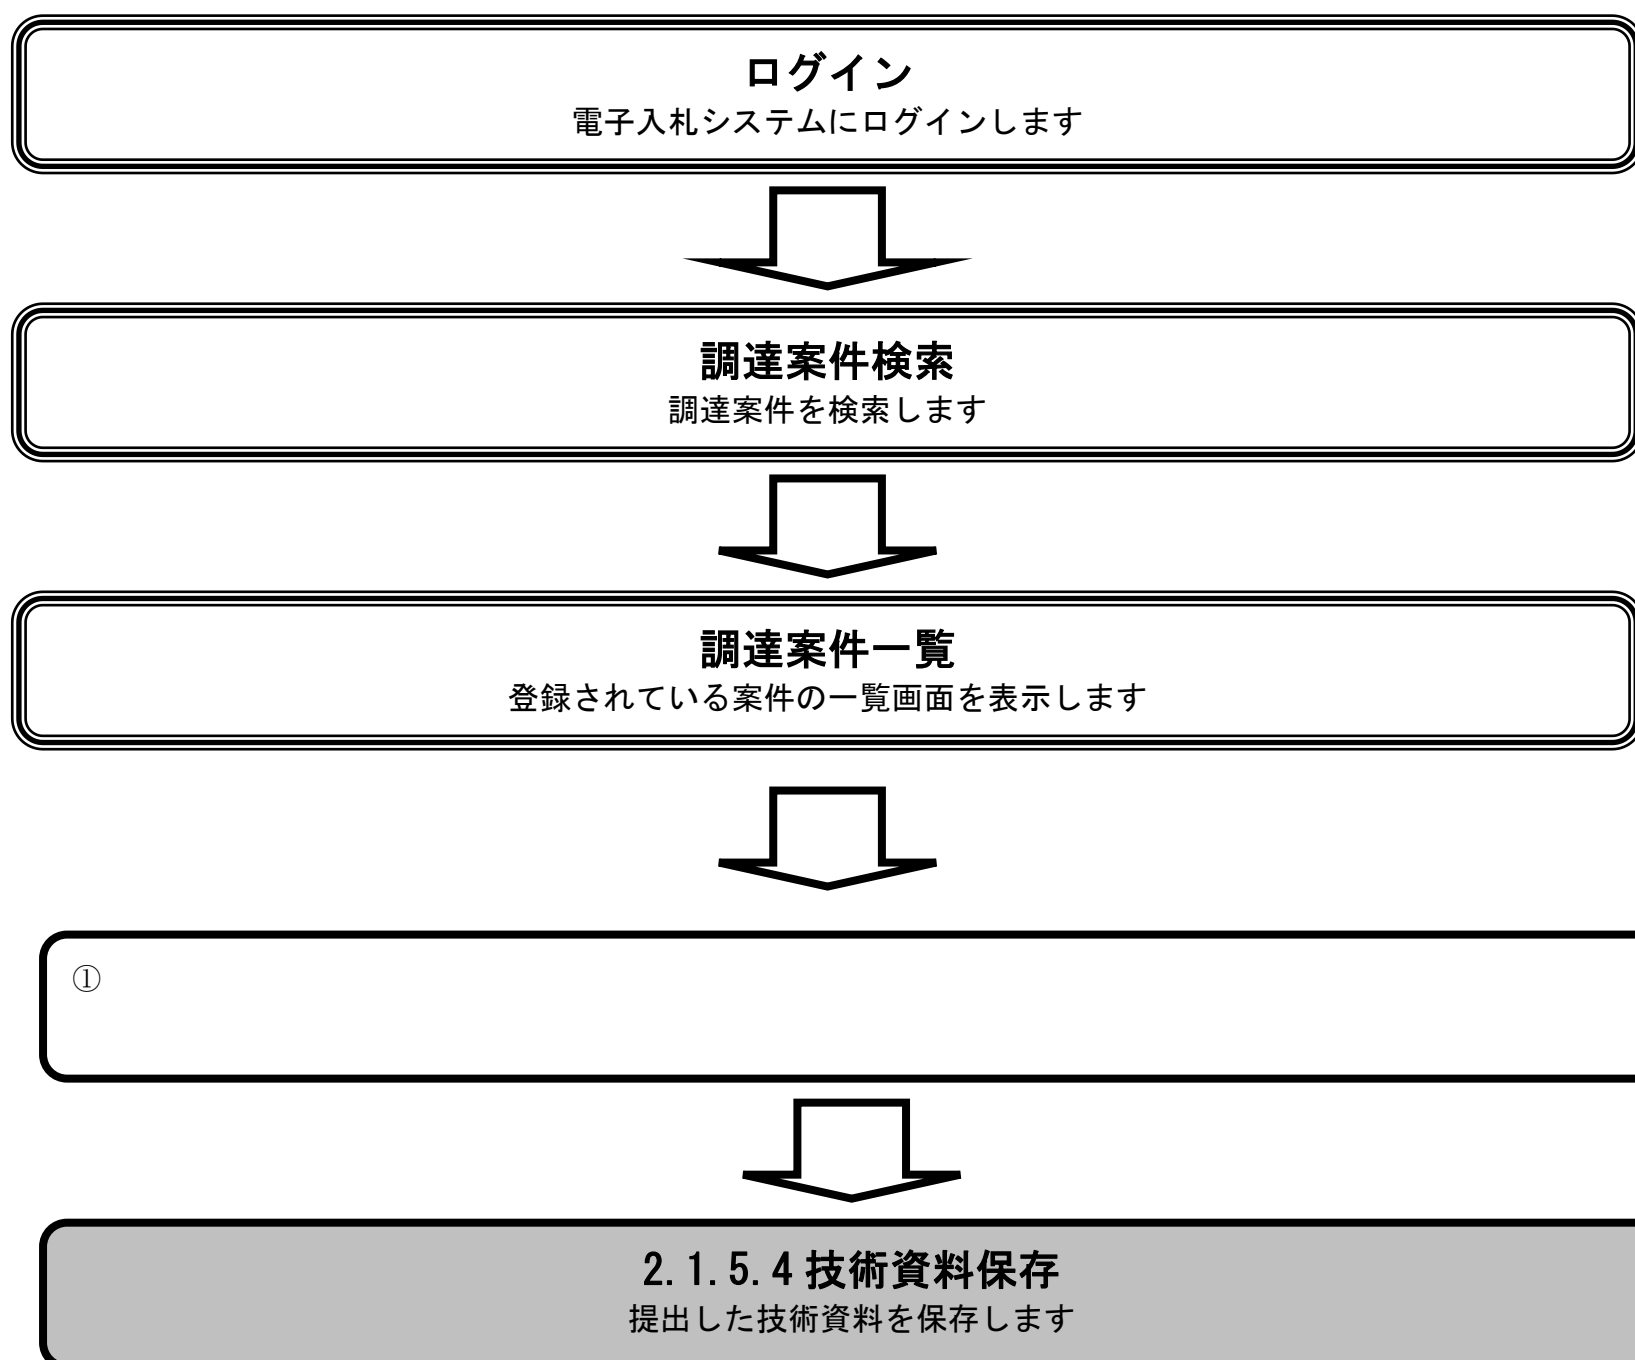 ログイン
電子入札システムにログインします
調達案件検索
調達案件を検索します
調達案件一覧
登録されている案件の一覧画面を表示します
①
2.1.5.4 技術資料保存
提出した技術資料を保存します